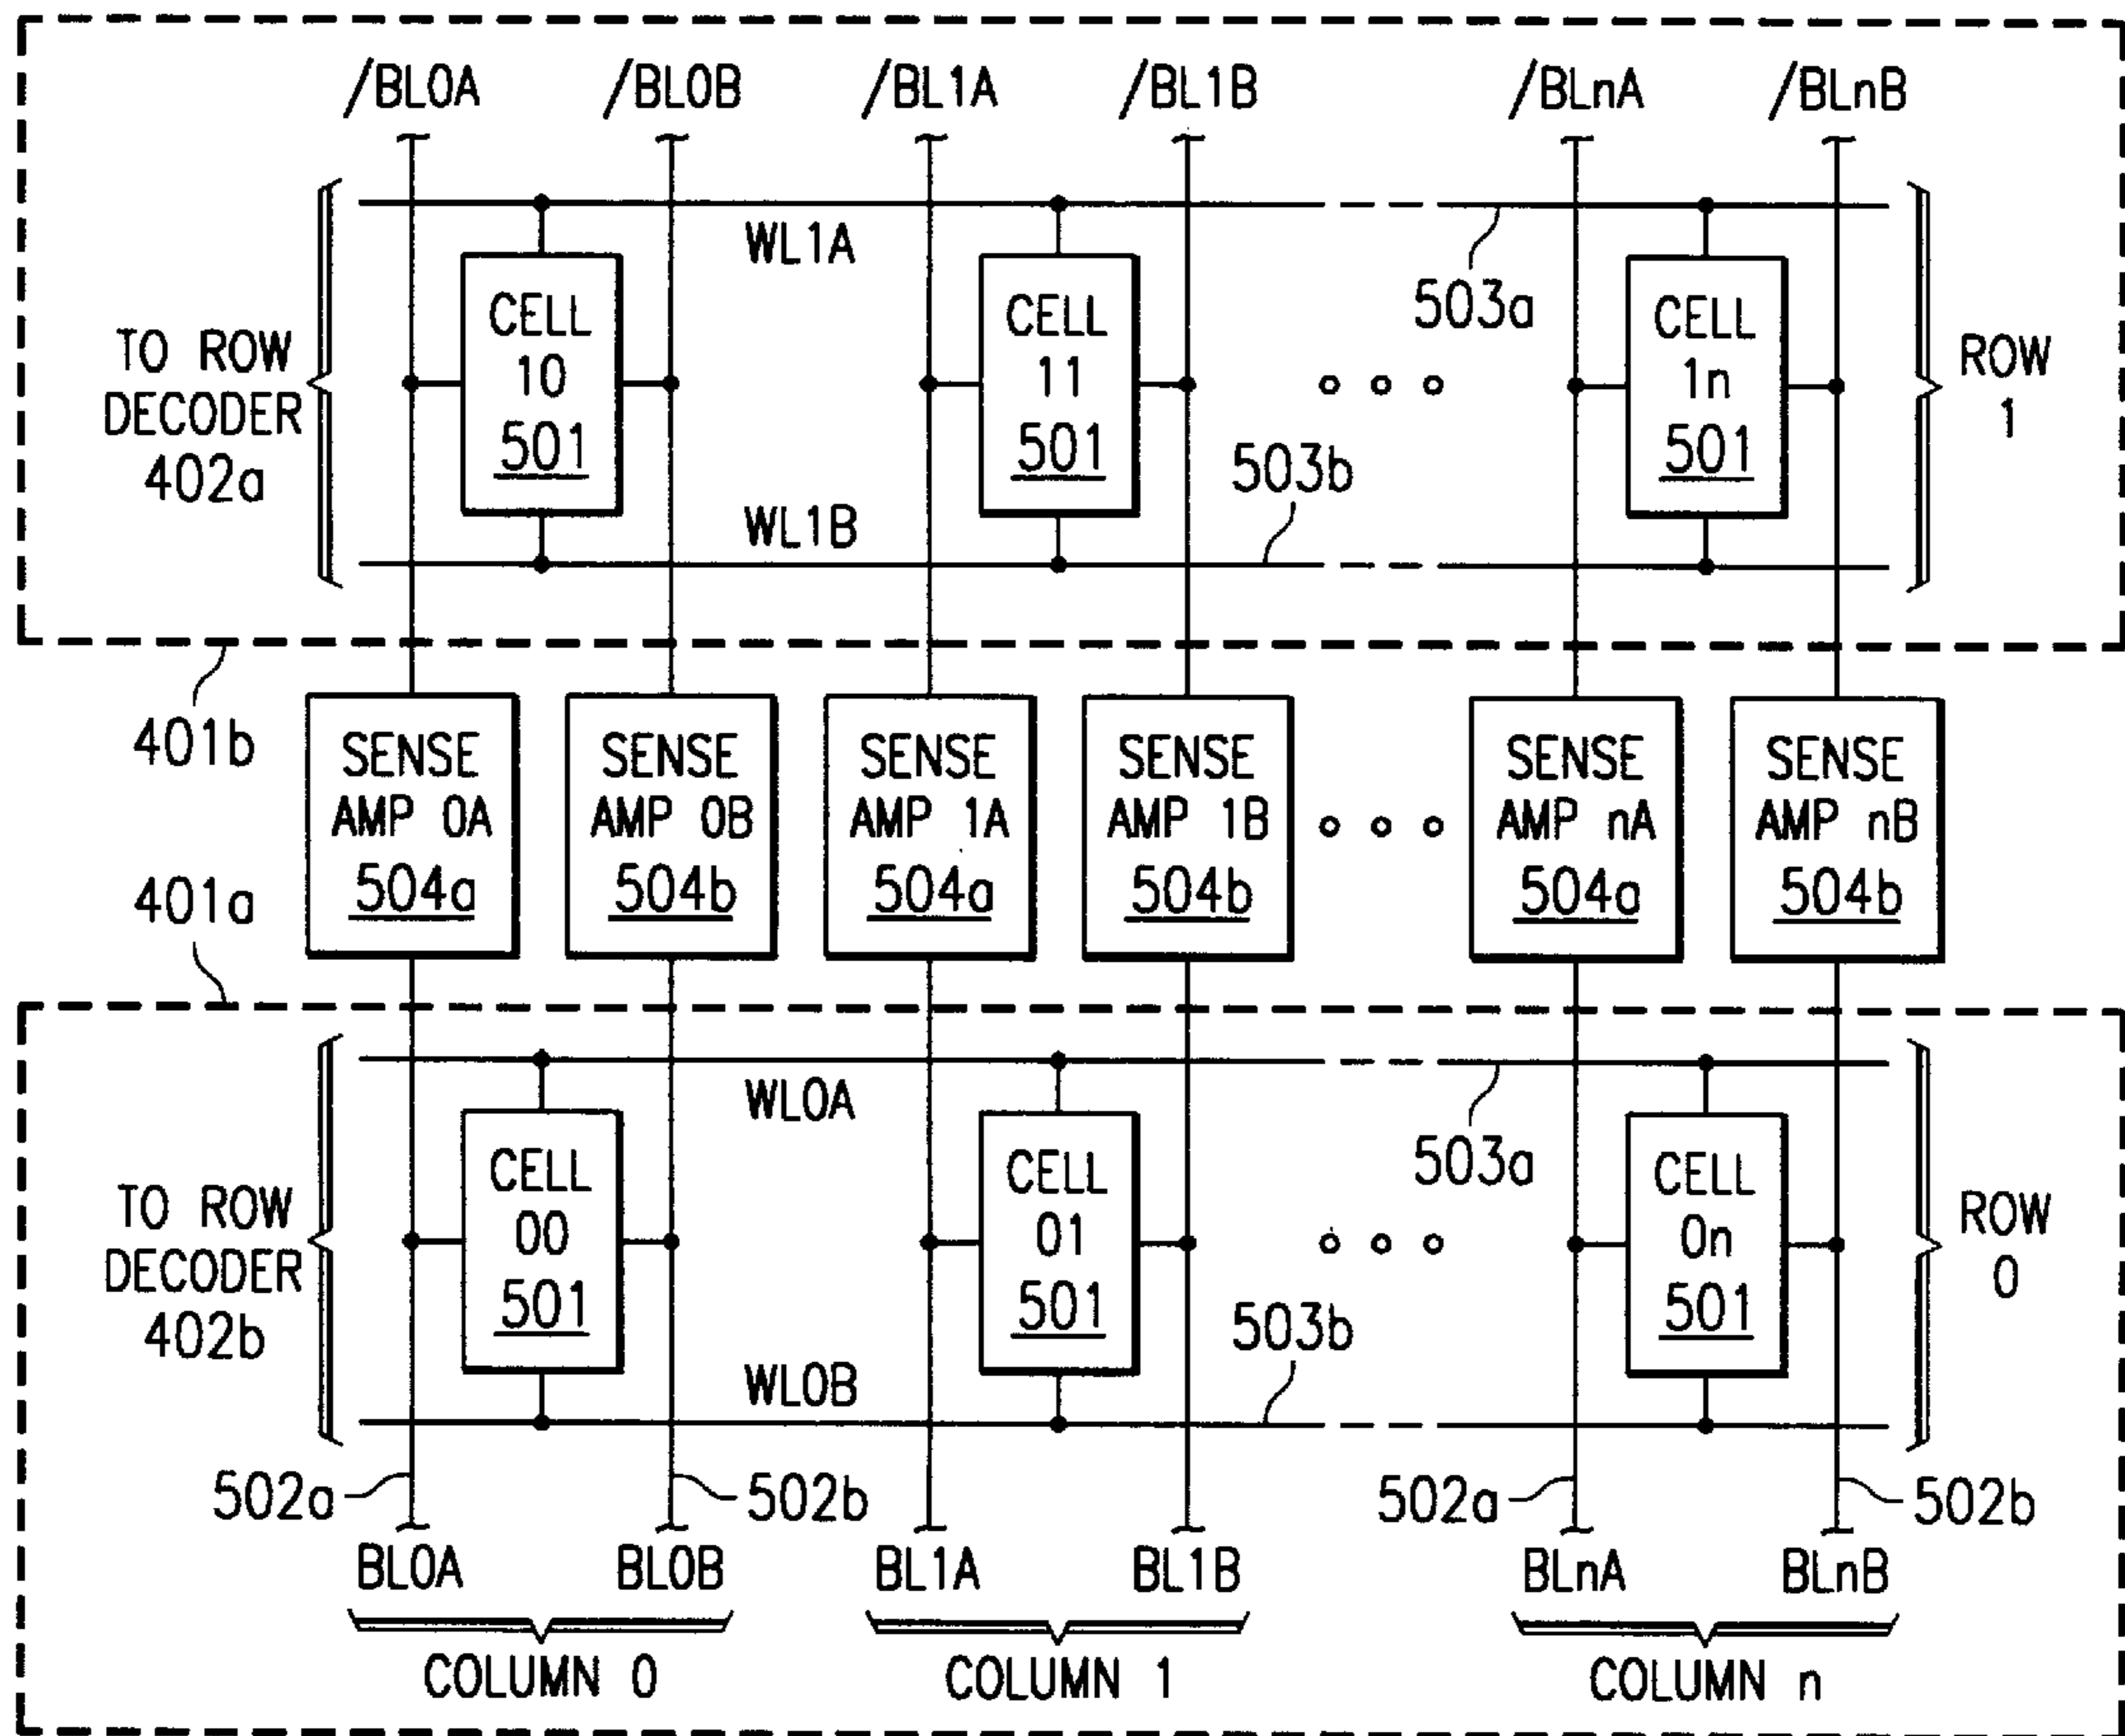 /BL0A /BL0B /BL1A /BL1B /BLnA /BLnB
WL1A
503a
TO ROW
DECODER
402a
CELL
10
501
CELL
11
501
CELL
1n
501
ROW
1
503b
WL1B
401b
SENSE
AMP 0A
504a
SENSE
AMP 0B
504b
SENSE
AMP 1A
504a
SENSE
AMP 1B
504b
SENSE
AMP nA
504a
SENSE
AMP nB
504b
401a
WL0A
503a
TO ROW
DECODER
402b
CELL
00
501
CELL
01
501
CELL
0n
501
ROW
0
503b
WL0B
502a
502b
502a
502b
BL0A BL0B BL1A BL1B BLnA BLnB
COLUMN 0 COLUMN 1 COLUMN n